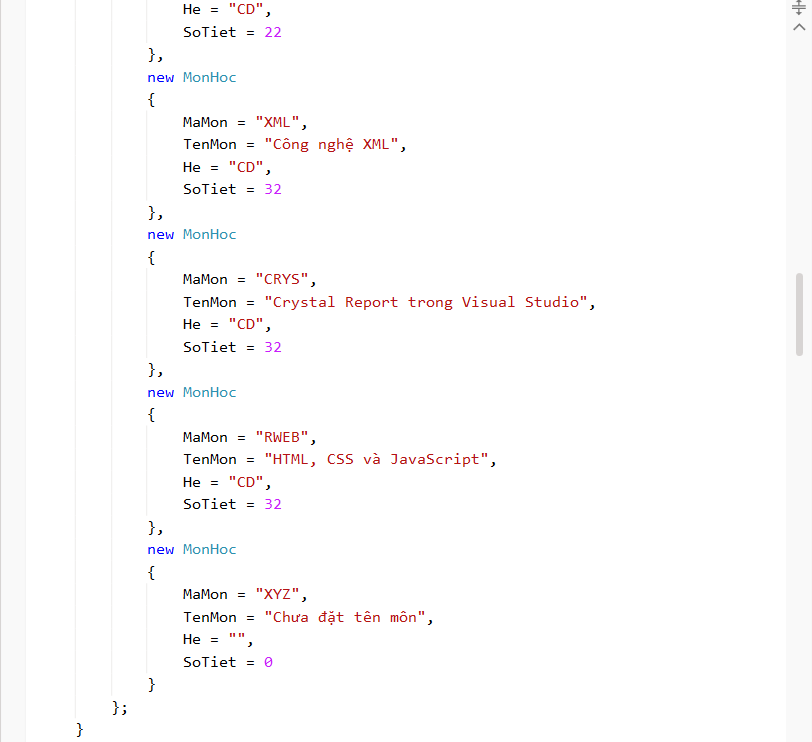 He = "CD",
SoTiet = 22
},
new MonHoc
{
MaMon = "XML",
TenMon = "Công nghệ XML",
He = "CD",
SoTiet = 32
},
new MonHoc
{
MaMon = "CRYS",
TenMon = "Crystal Report trong Visual Studio",
He = "CD",
SoTiet = 32
},
new MonHoc
{
MaMon = "RWEB",
TenMon = "HTML, CSS và JavaScript",
He = "CD",
SoTiet = 32
},
new MonHoc
{
MaMon = "XYZ",
TenMon = "Chưa đặt tên môn",
He = "",
SoTiet = 0
}
};
}